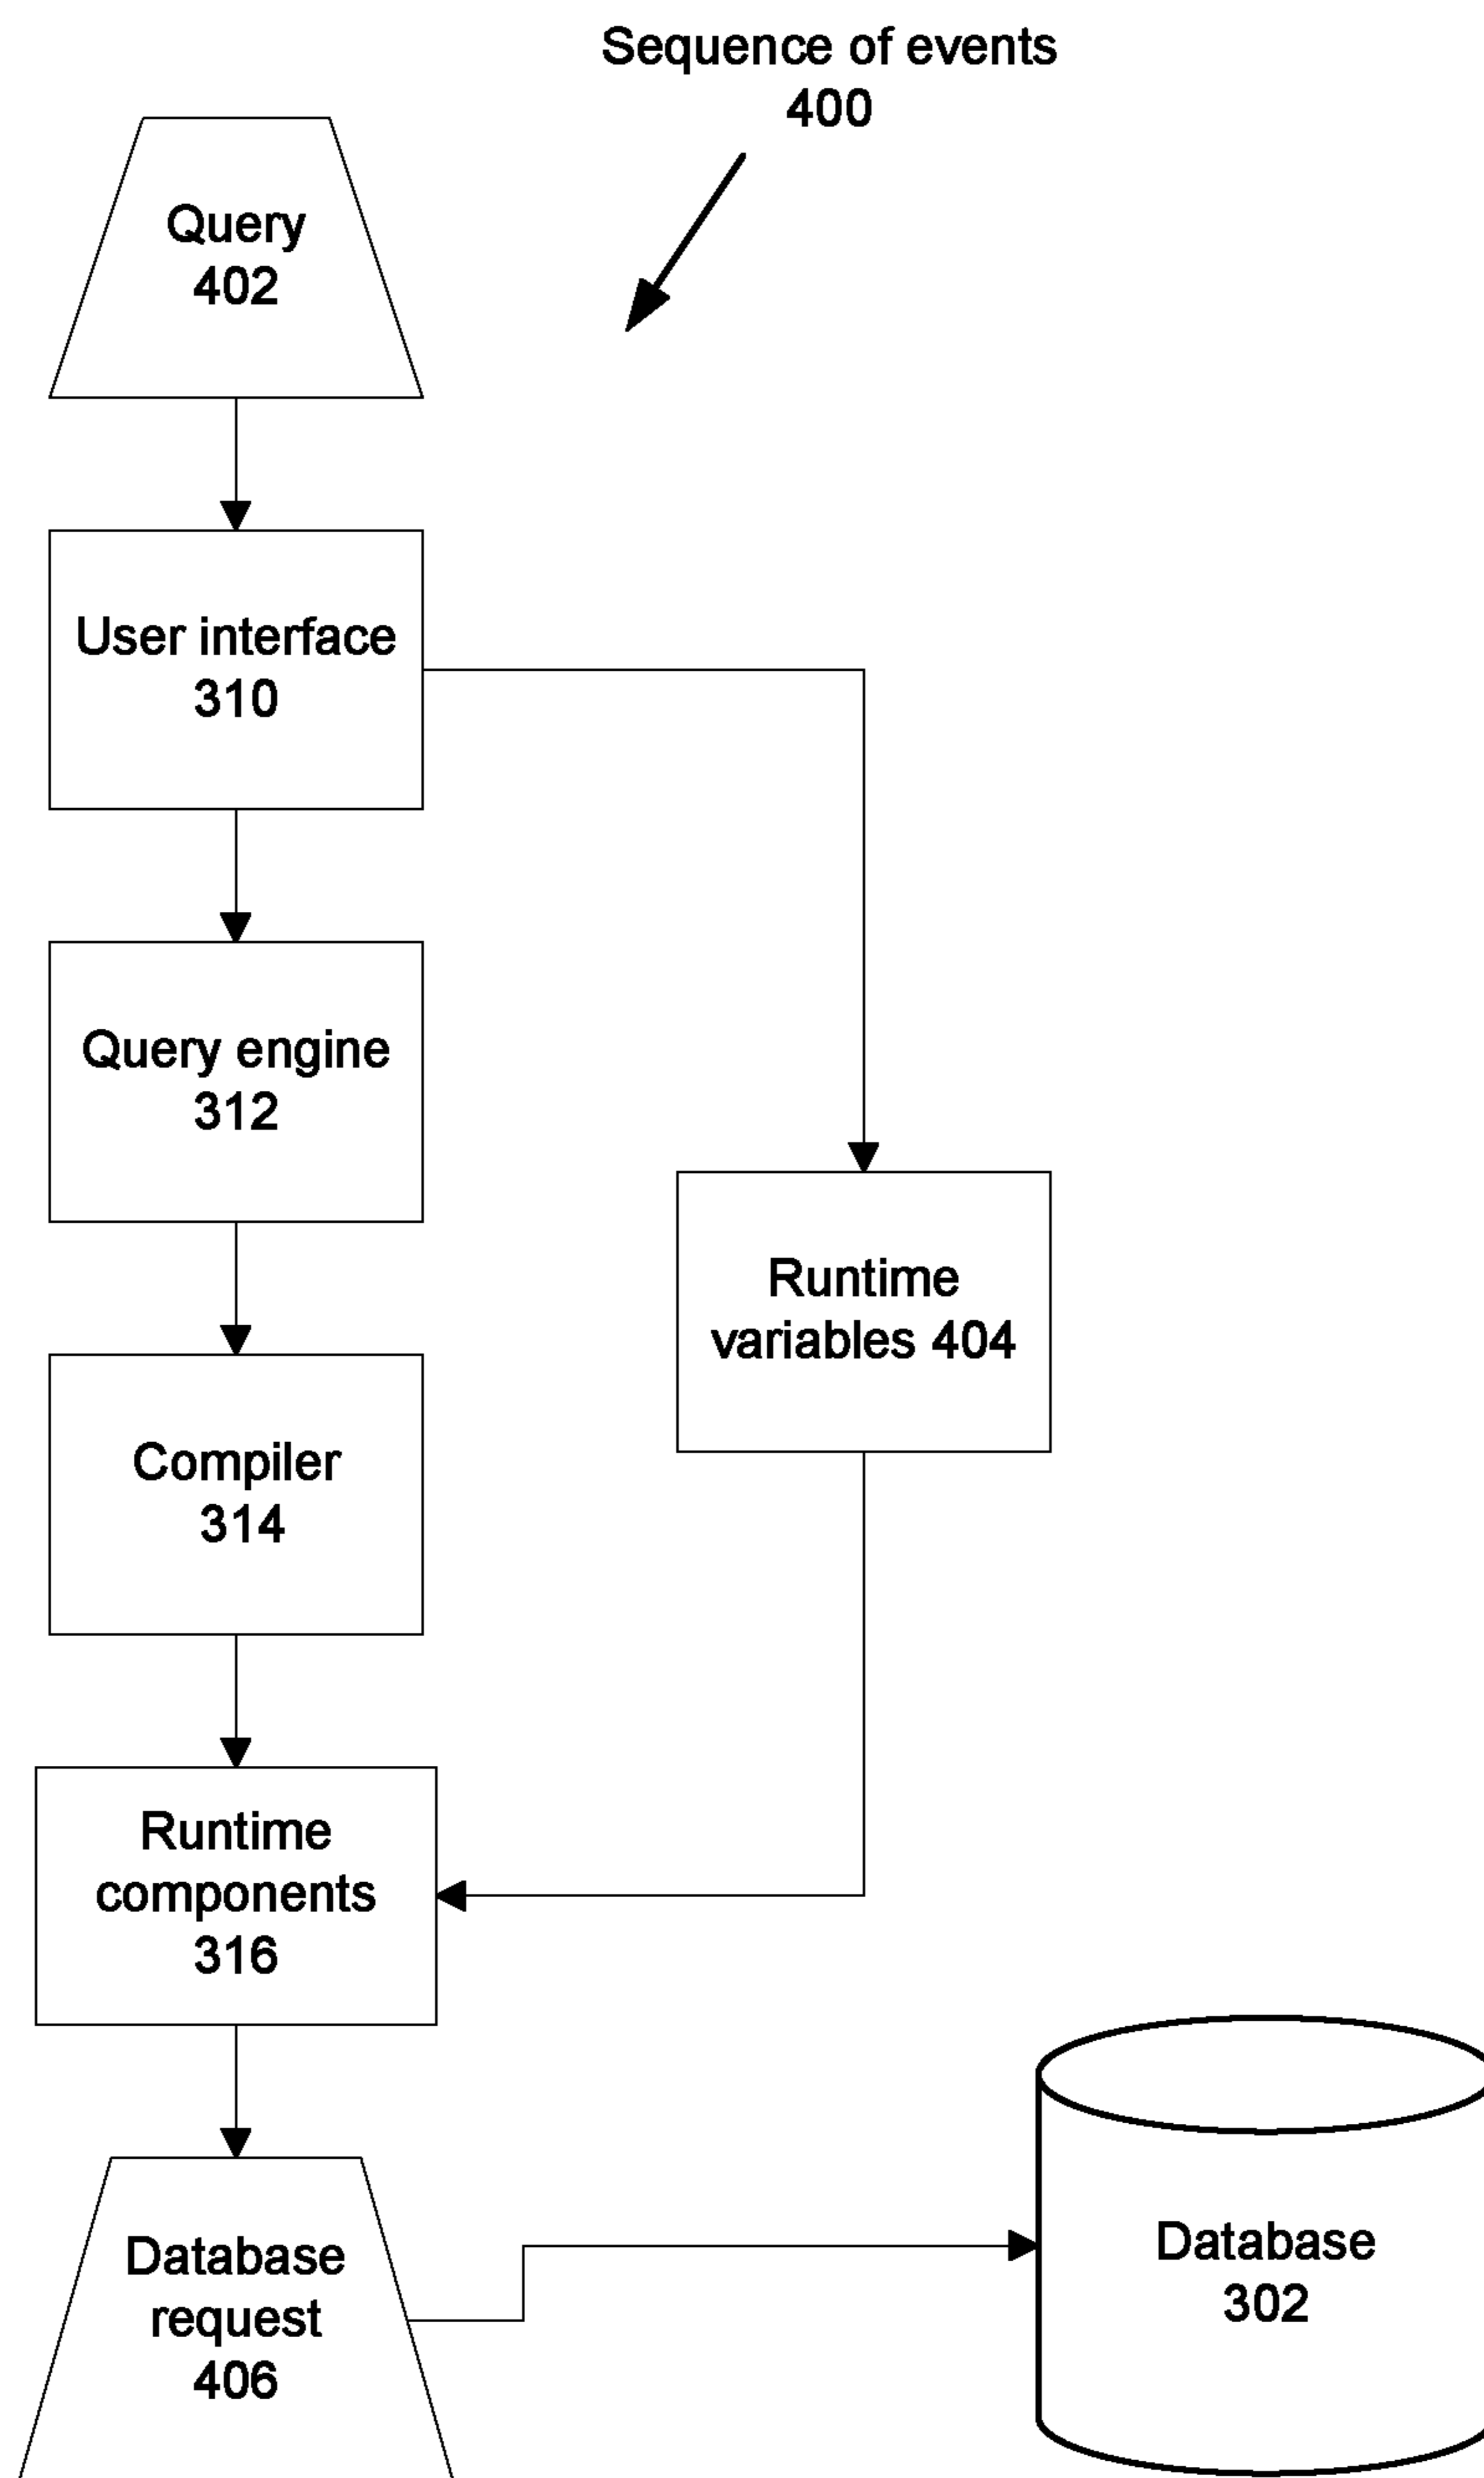 Sequence of events
400
Query
402
User interface
310
Query engine
312
Runtime
variables 404
Compiler
314
Runtime
components
316
Database
request
406
Database
302